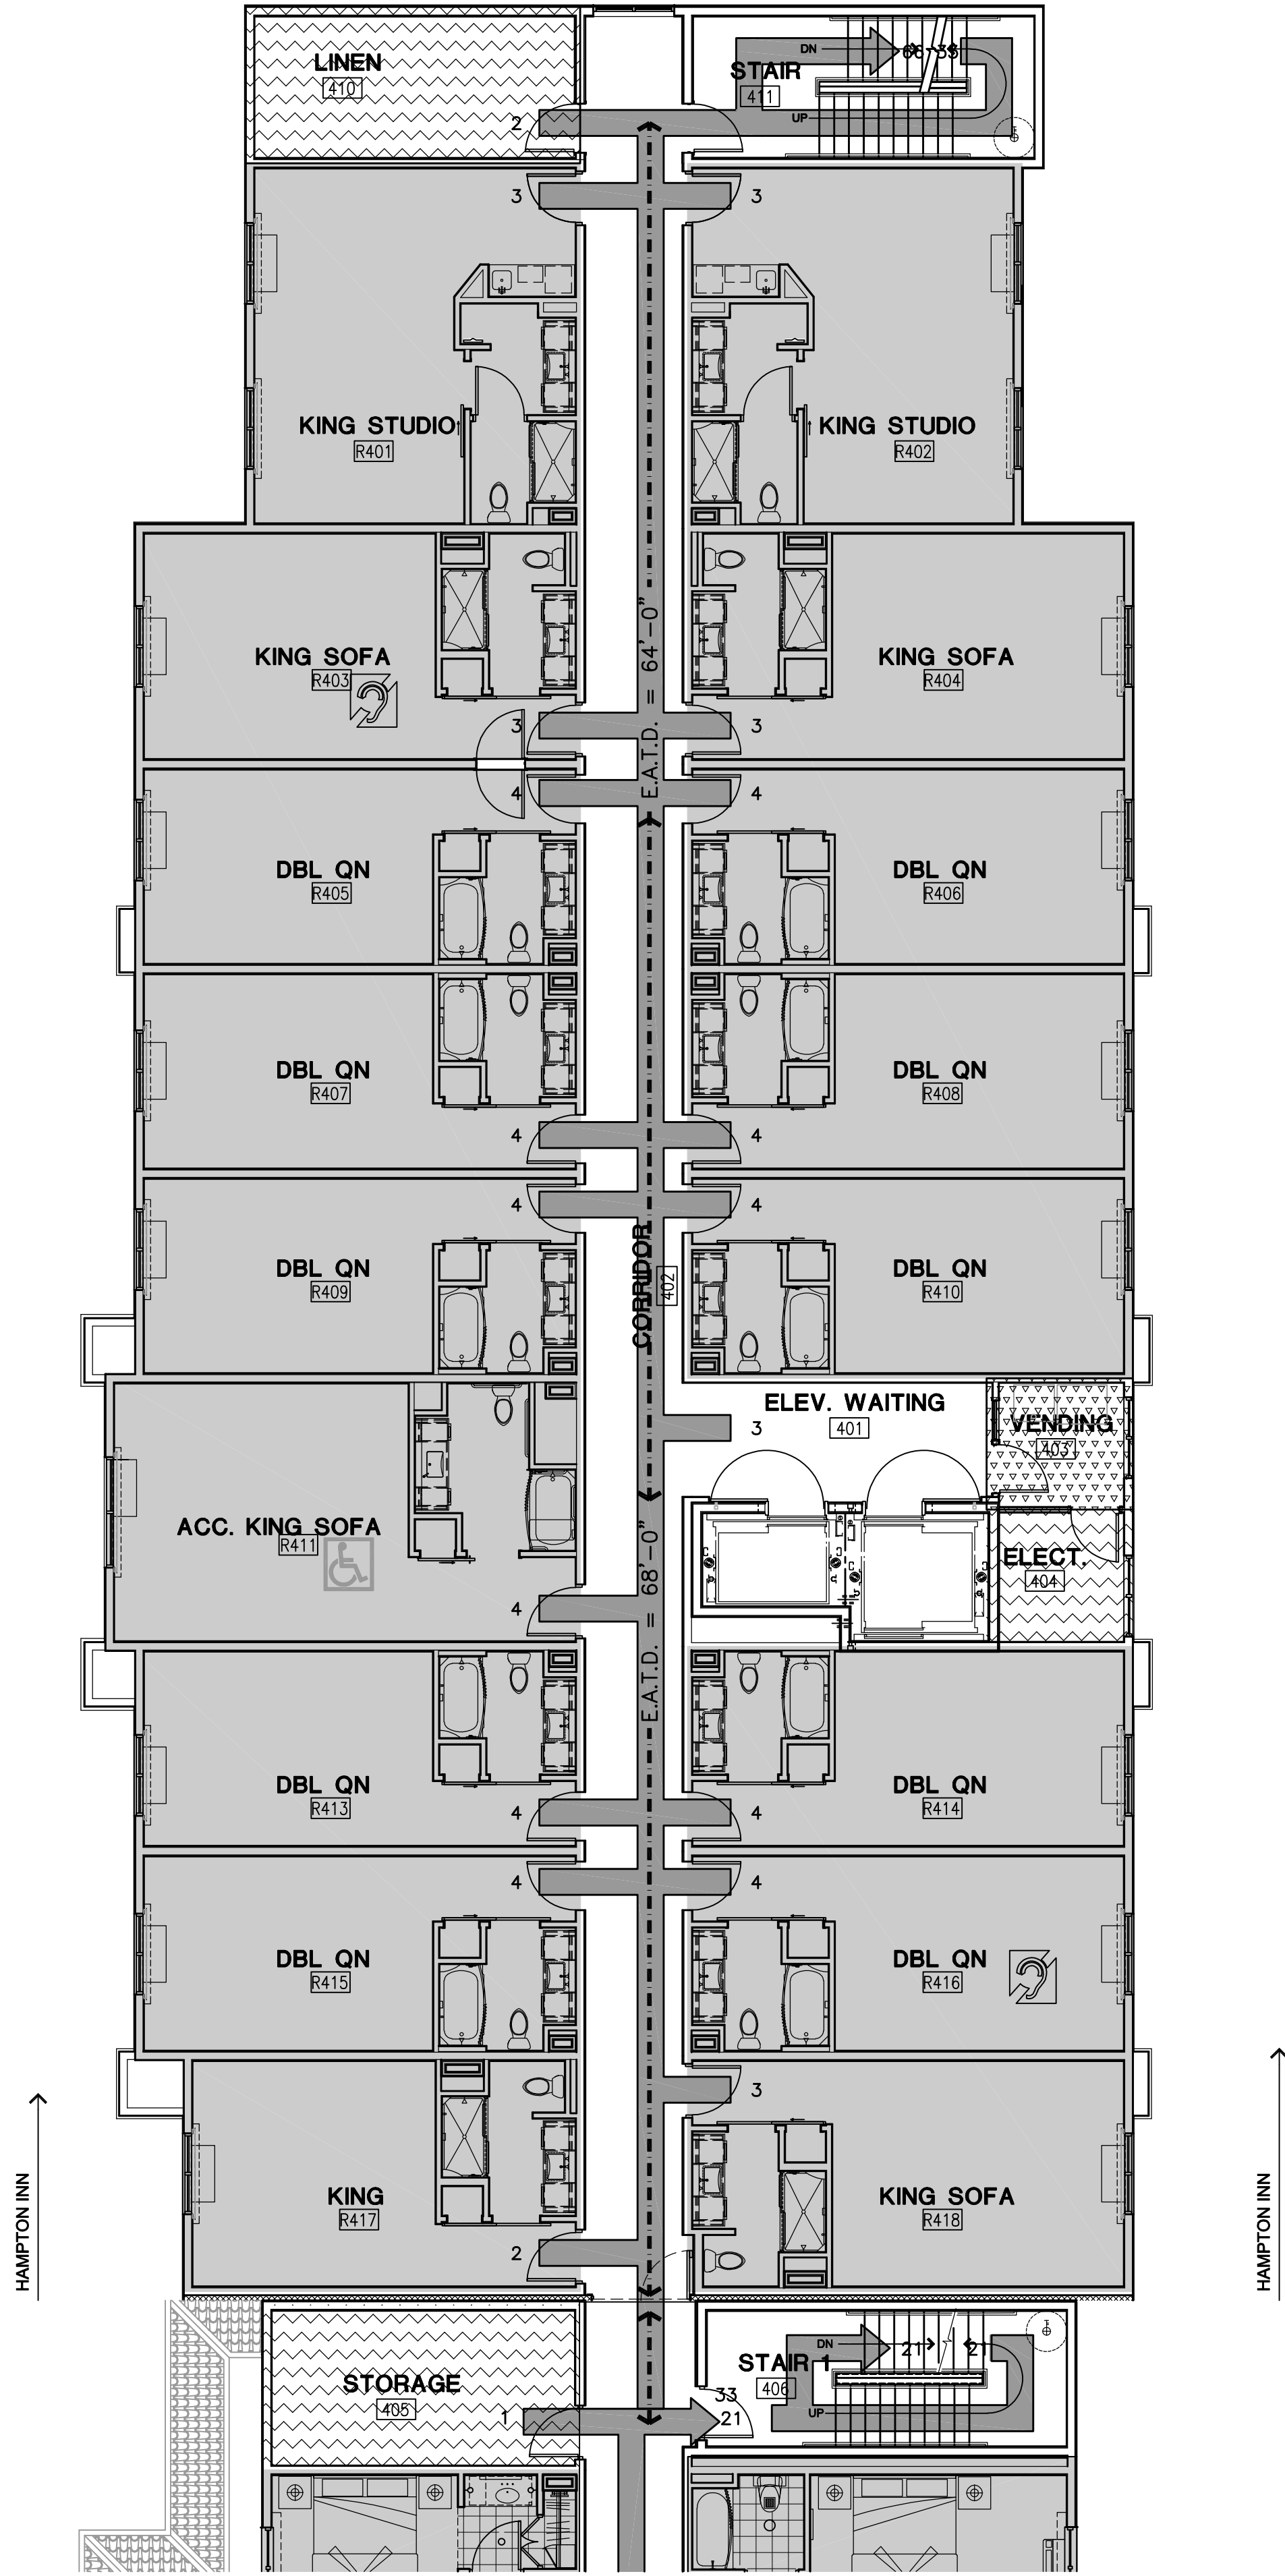 LINEN
410
DN
66 33
STAIR
411
UP
2
3
3
KING STUDIO
R401
KING STUDIO
R402
KING SOFA
R403
KING SOFA
R404
E.A.T.D. = 64'-0"
3
3
4
4
DBL QN
R405
DBL QN
R406
DBL QN
R407
DBL QN
R408
4
4
4
4
CORRIDOR
402
DBL QN
R409
DBL QN
R410
ELEV. WAITING
401
3
VENDING
403
ACC. KING SOFA
R411
ELECT.
404
E.A.T.D. = 68'-0"
4
DBL QN
R413
DBL QN
R414
4
4
4
4
DBL QN
R415
DBL QN
R416
3
KING
R417
KING SOFA
R418
2
HAMPTON INN
HAMPTON INN
STORAGE
405
DN
21
21
STAIR 1
406
33
UP
1
21